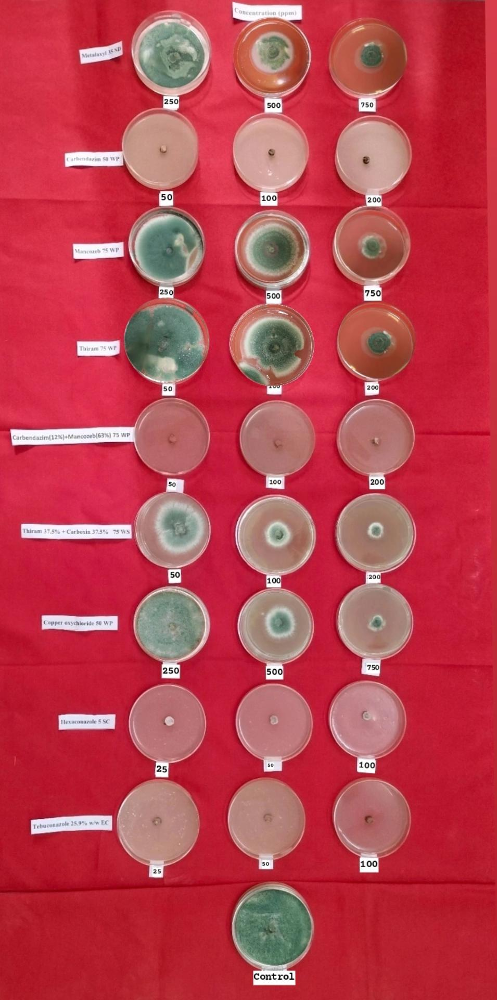 Concentration (ppm)
Metalaxyl 35 SD
250
500
750
Carbendazim 50 WP
50
100
200
Mancozeb 75 WP
250
500
750
Thiram 75 WP
50
100
200
Carbendazim(12%)+Mancozeb(63%) 75 WP
50
100
200
Thiram 37.5% + Carboxin 37.5% 75 WS
50
100
200
Copper oxychloride 50 WP
250
500
750
Hexaconazole 5 SC
25
50
100
Tebuconazole 25.9% w/w EC
25
50
100
Control